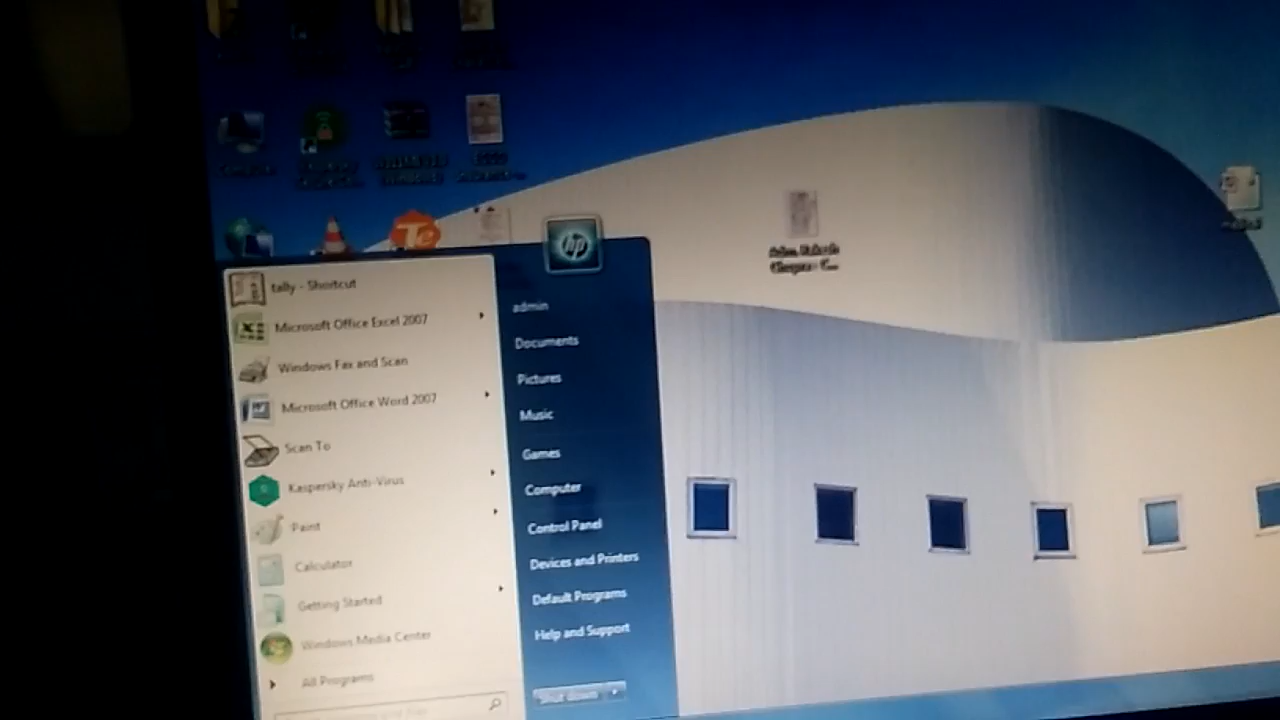 Te
hp
tally - Shortcut
Microsoft Office Excel 2007
Windows Fax and Scan
Microsoft Office Word 2007
Scan To
Kaspersky Anti-Virus
Paint
Calculator
Getting Started
Windows Media Center
All Programs
admin
Documents
Pictures
Music
Games
Computer
Control Panel
Devices and Printers
Default Programs
Help and Support
Shut down